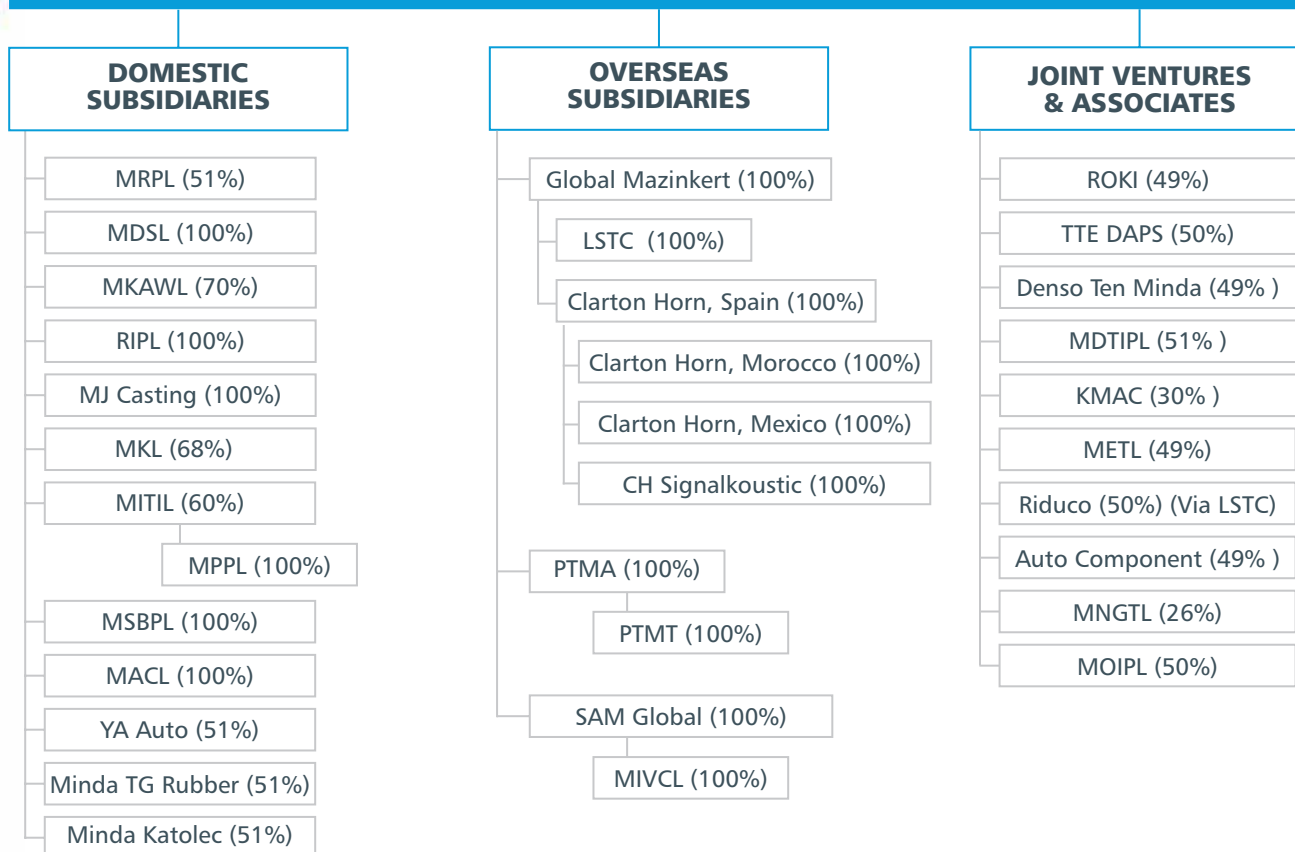 DOMESTIC
SUBSIDIARIES
MRPL (51%)
MDSL (100%)
MKAWL (70%)
RIPL (100%)
MJ Casting (100%)
MKL (68%)
MITIL (60%)
MPPL (100%)
MSBPL (100%)
MACL (100%)
YA Auto (51%)
Minda TG Rubber (51%)
Minda Katolec (51%)
OVERSEAS
SUBSIDIARIES
Global Mazinkert (100%)
LSTC (100%)
Clarton Horn, Spain (100%)
Clarton Horn, Morocco (100%)
Clarton Horn, Mexico (100%)
CH Signalkoustic (100%)
PTMA (100%)
PTMT (100%)
SAM Global (100%)
MIVCL (100%)
JOINT VENTURES
& ASSOCIATES
ROKI (49%)
TTE DAPS (50%)
Denso Ten Minda (49% )
MDTIPL (51% )
KMAC (30% )
METL (49%)
Riduco (50%) (Via LSTC)
Auto Component (49% )
MNGTL (26%)
MOIPL (50%)